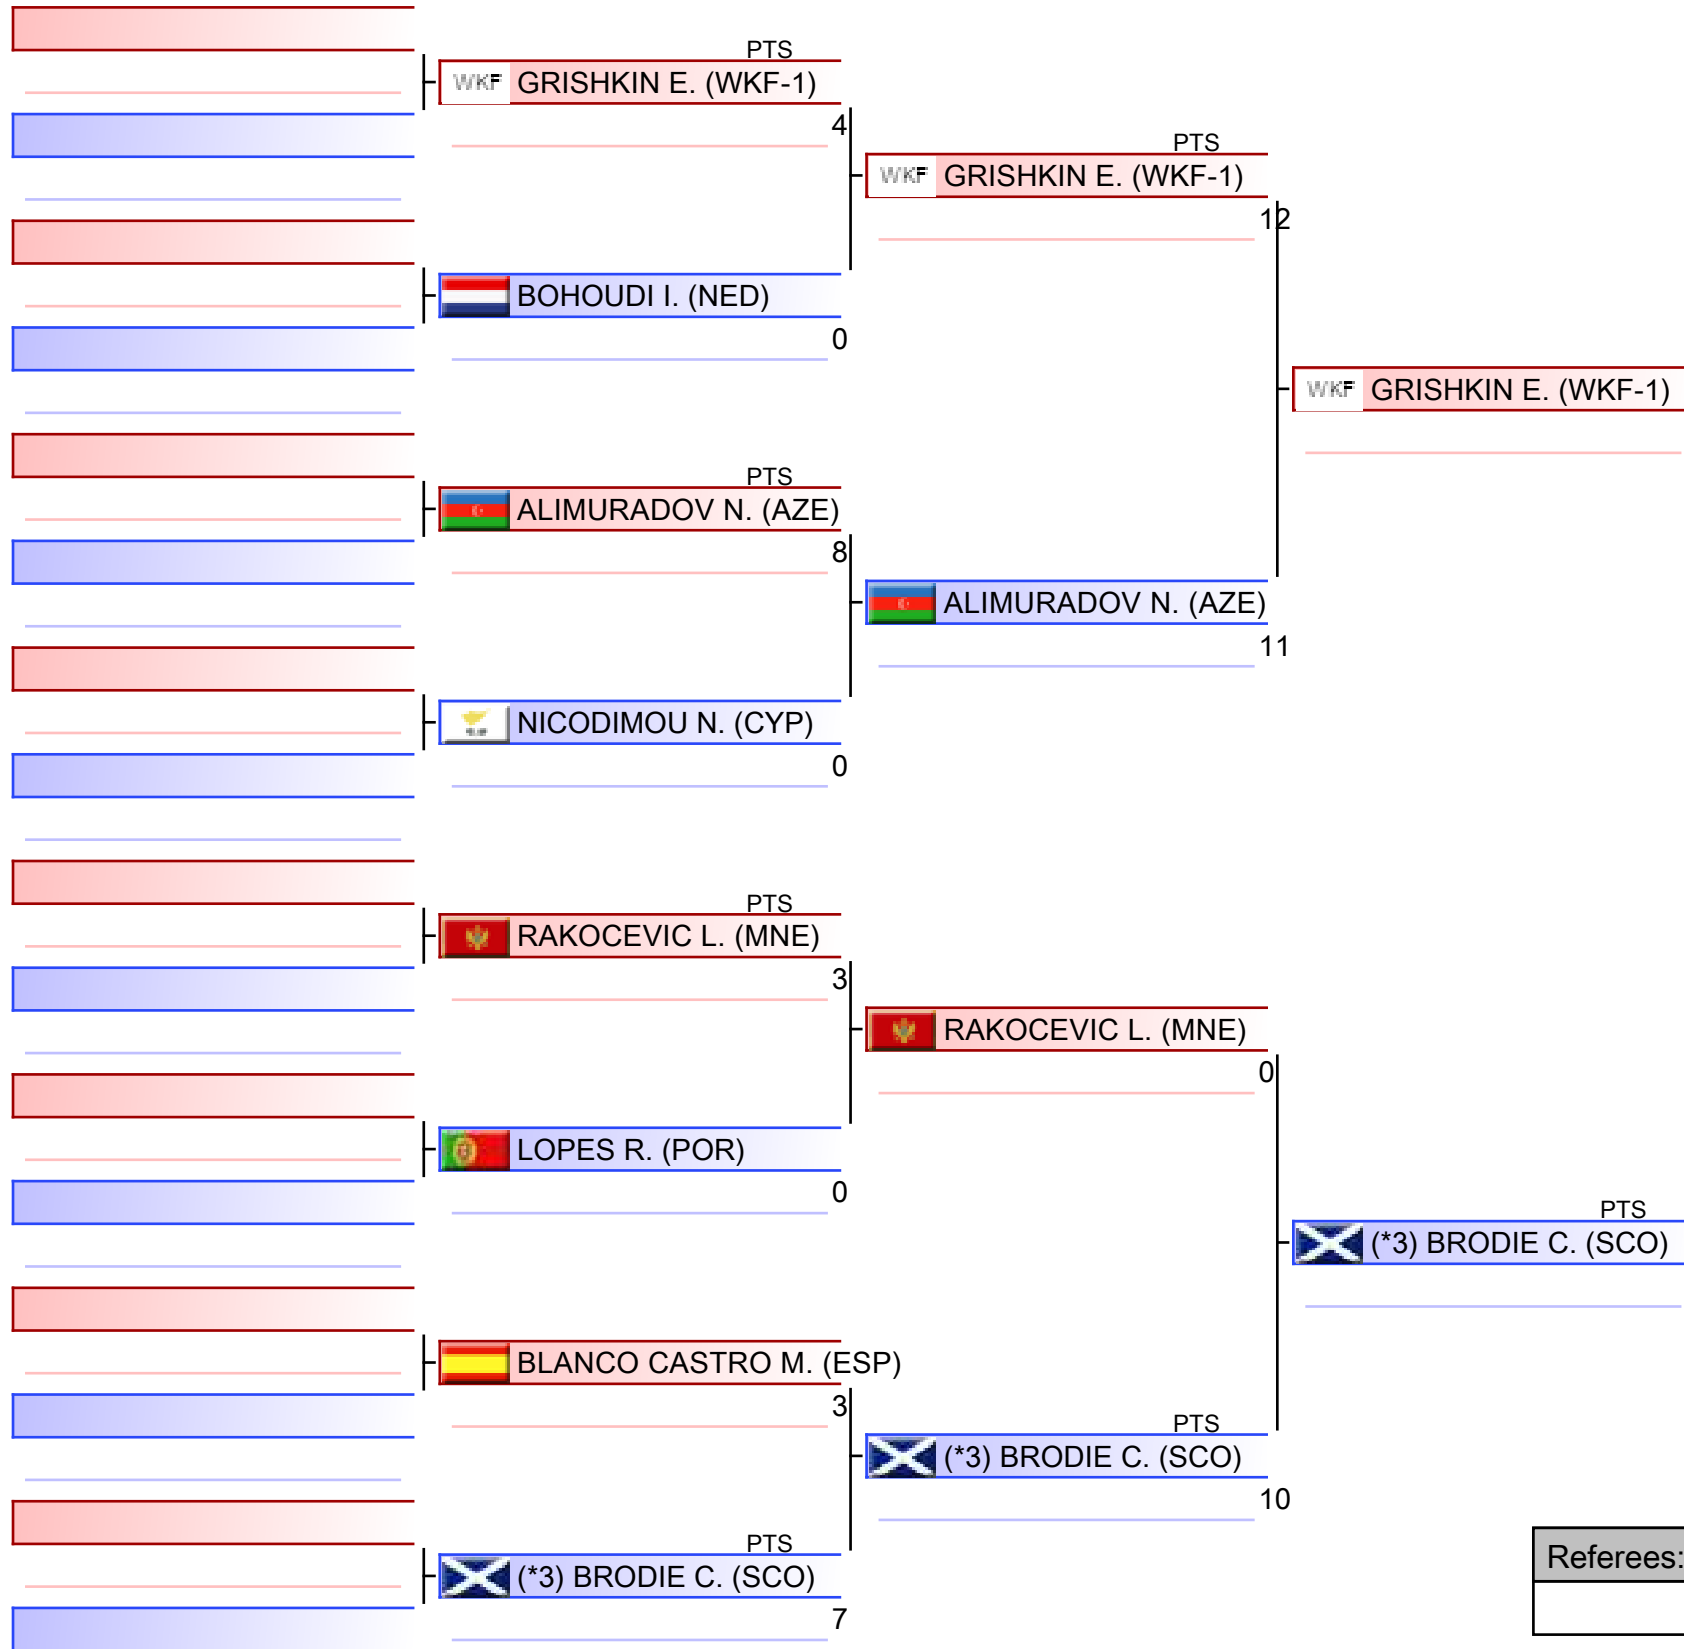 PTS
WKF GRISHKIN E. (WKF-1)
4
PTS
WKF GRISHKIN E. (WKF-1)
12
BOHOUDI I. (NED)
0
WKF GRISHKIN E. (WKF-1)
PTS
ALIMURADOV N. (AZE)
8
ALIMURADOV N. (AZE)
11
NICODIMOU N. (CYP)
0
PTS
RAKOCEVIC L. (MNE)
3
RAKOCEVIC L. (MNE)
0
LOPES R. (POR)
0
PTS
(*3) BRODIE C. (SCO)
BLANCO CASTRO M. (ESP)
3
PTS
(*3) BRODIE C. (SCO)
10
PTS
(*3) BRODIE C. (SCO)
7
Referees: